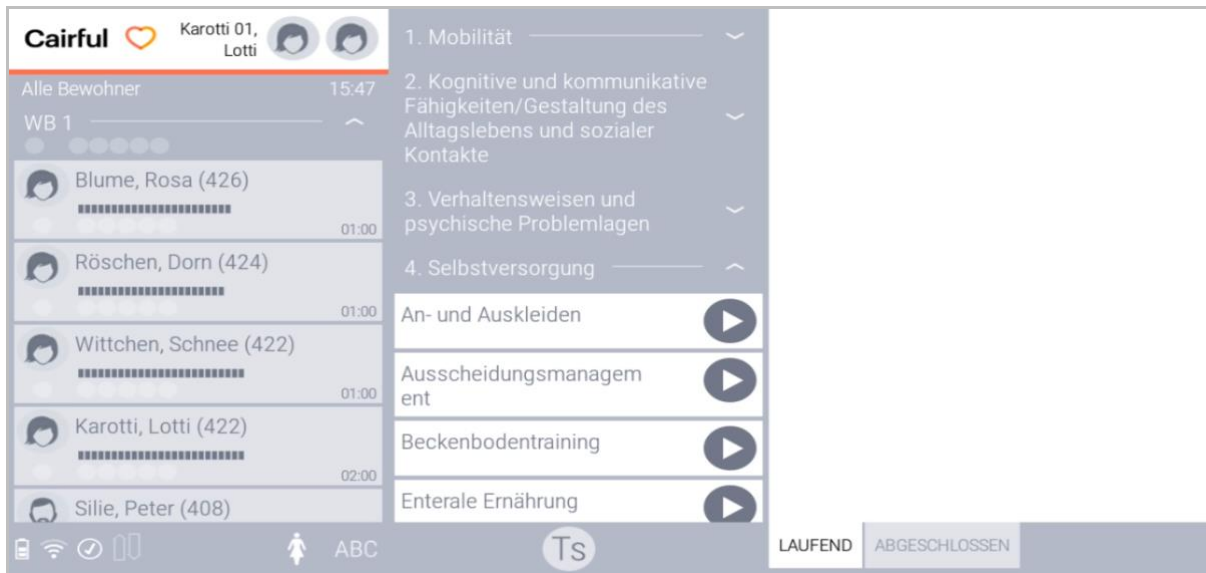 Cairful
Karotti 01,
Lotti
Alle Bewohner 15:47
WB 1
Blume, Rosa (426)
01:00
Röschen, Dorn (424)
01:00
Wittchen, Schnee (422)
01:00
Karotti, Lotti (422)
02:00
Silie, Peter (408)
ABC
1. Mobilität
2. Kognitive und kommunikative
Fähigkeiten/Gestaltung des
Alltagslebens und sozialer
Kontakte
3. Verhaltensweisen und
psychische Problemlagen
4. Selbstversorgung
An- und Auskleiden
Ausscheidungsmanagem
ent
Beckenbodentraining
Enterale Ernährung
Ts
LAUFEND ABGESCHLOSSEN